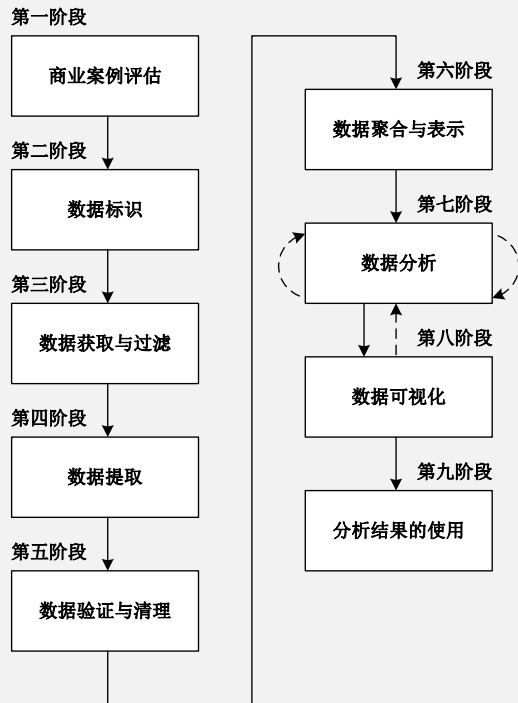 第一阶段
商业案例评估
第二阶段
数据标识
第三阶段
数据获取与过滤
第四阶段
数据提取
第五阶段
数据验证与清理
第六阶段
数据聚合与表示
第七阶段
数据分析
第八阶段
数据可视化
第九阶段
分析结果的使用